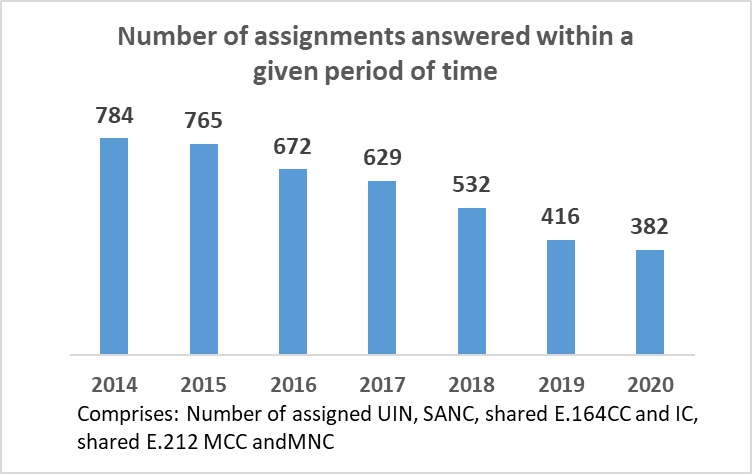 Number of assignments answered within a
given period of time
784
765
672
629
532
416
382
2014 2015 2016 2017 2018 2019 2020
Comprises: Number of assigned UIN, SANC, shared E.164CC and IC,
shared E.212 MCC andMNC